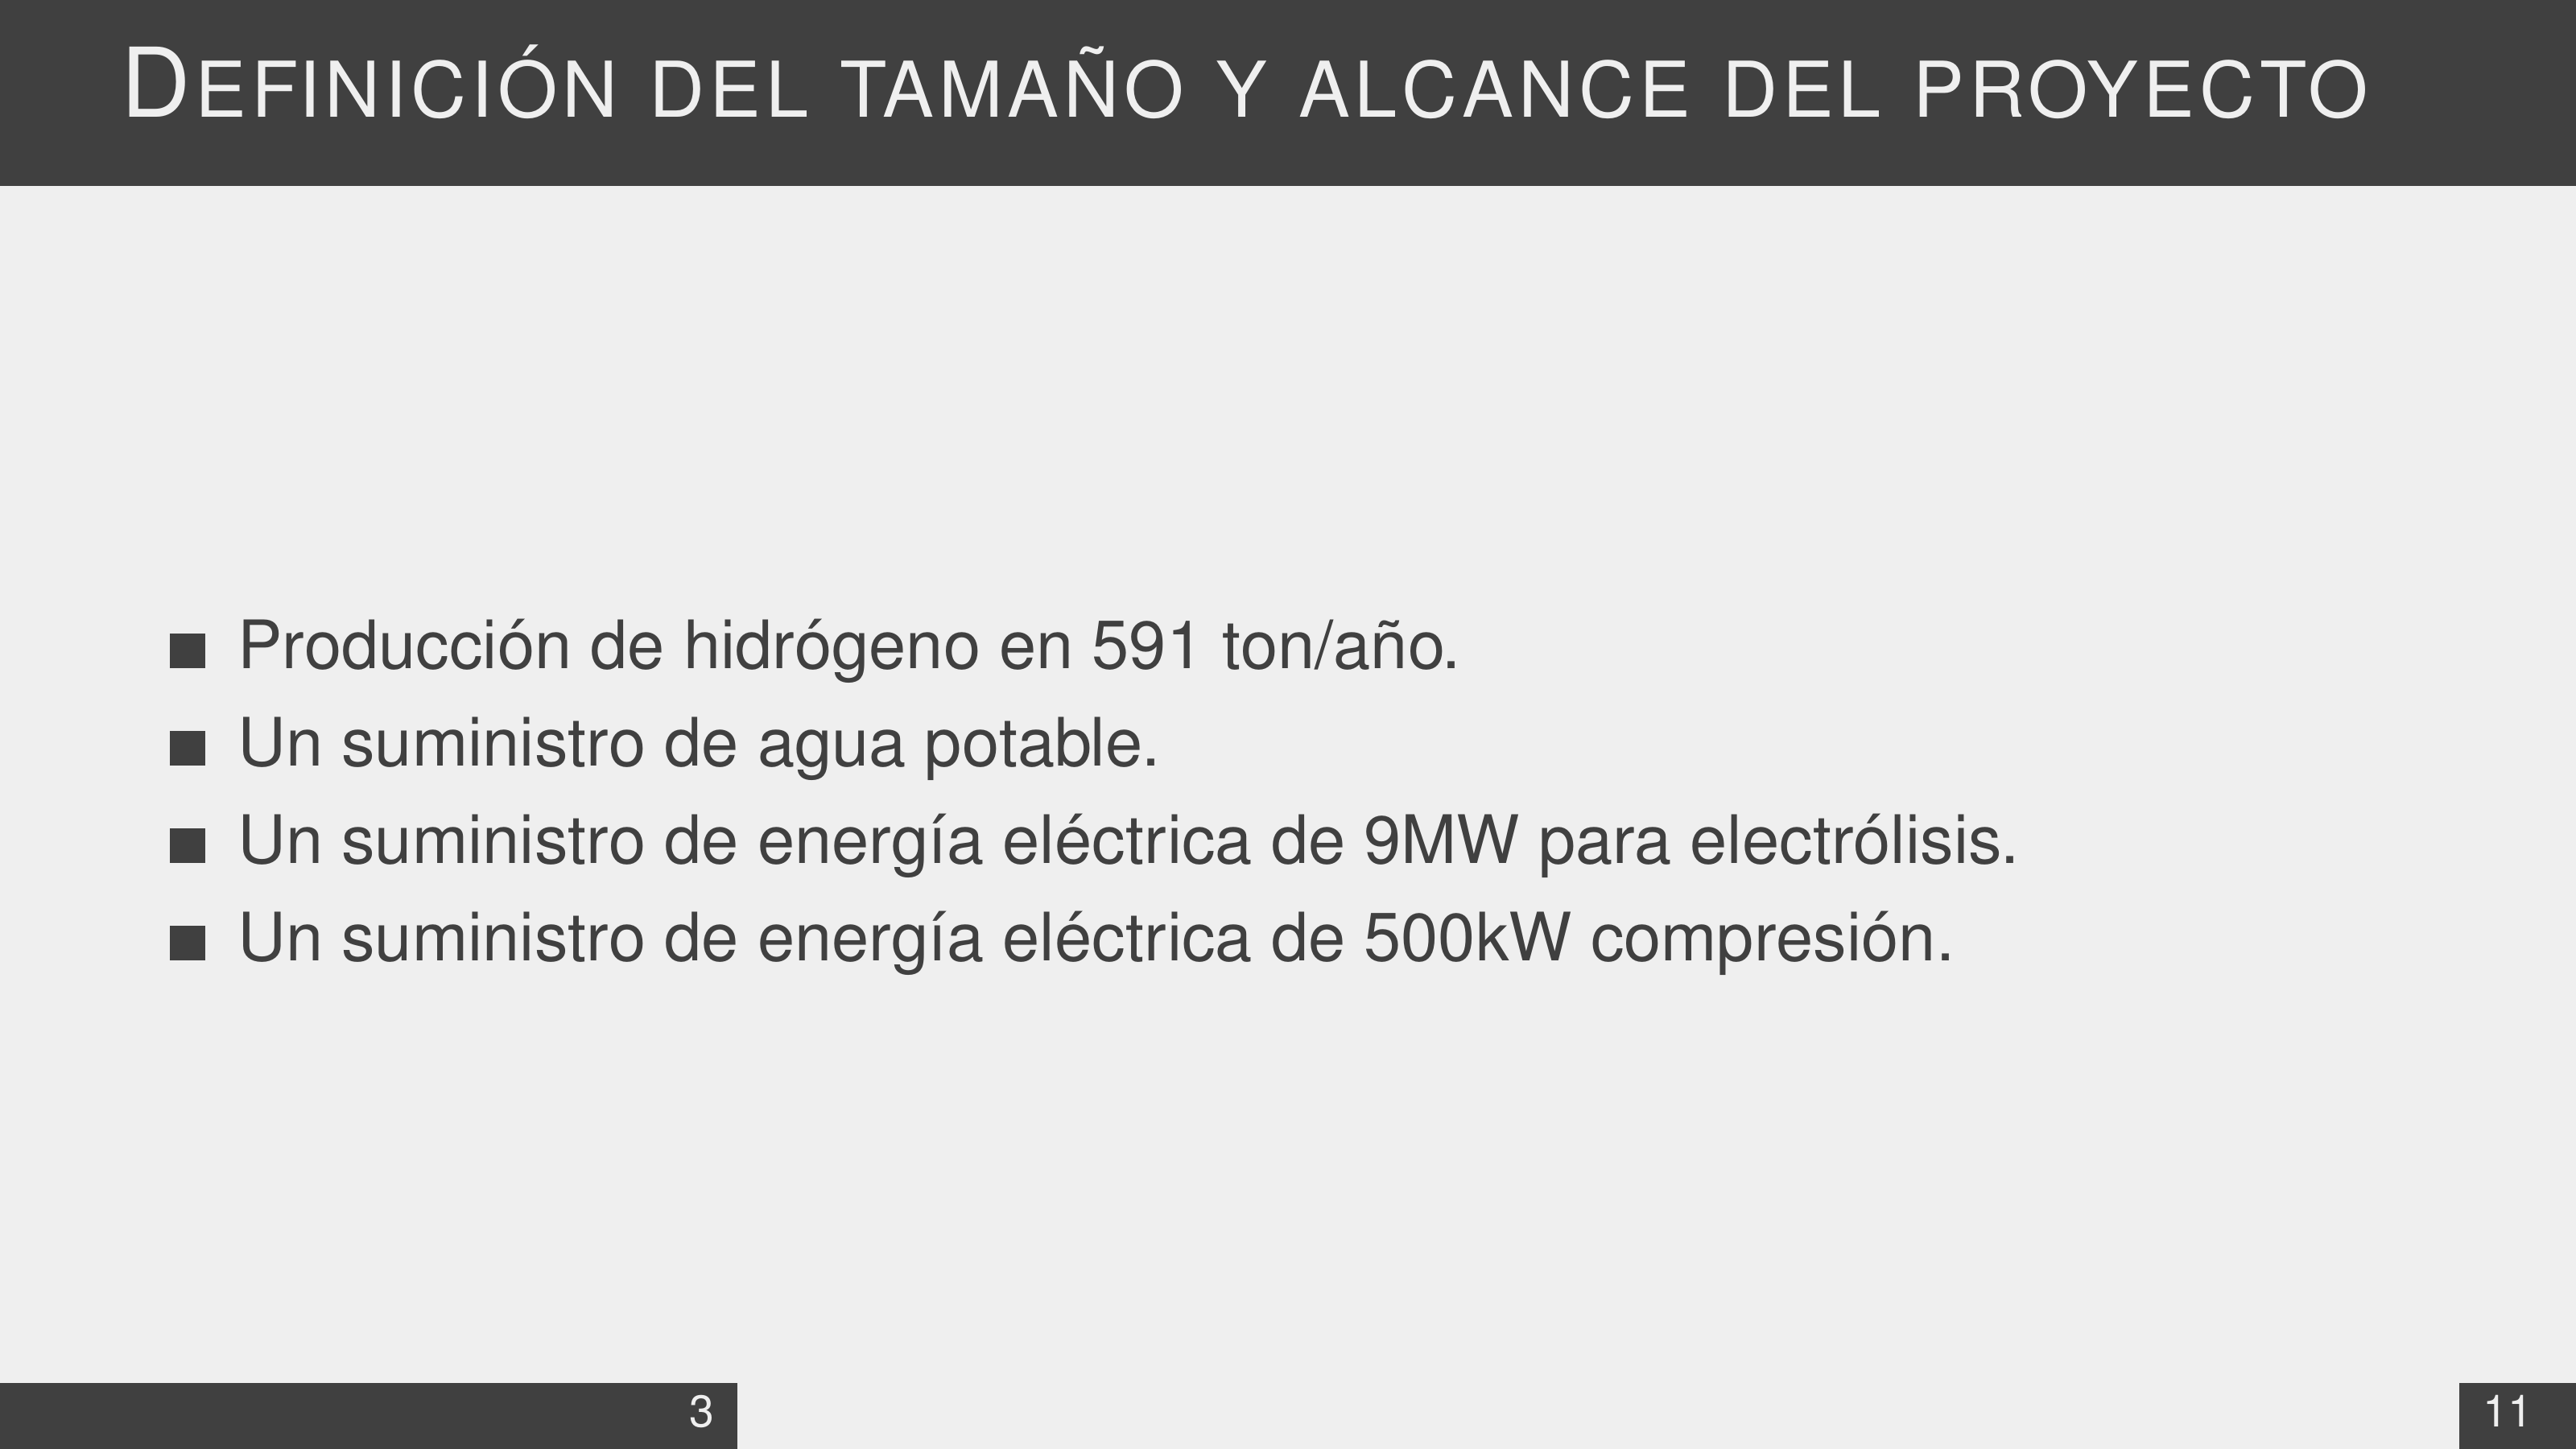 DEFINICIÓN DEL TAMAÑO Y ALCANCE DEL PROYECTO
■ Producción de hidrógeno en 591 ton/año.
■ Un suministro de agua potable.
■ Un suministro de energía eléctrica de 9MW para electrólisis.
■ Un suministro de energía eléctrica de 500kW compresión.
3
11